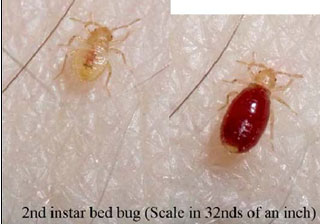 2nd instar bed bug (Scale in 32nds of an inch)